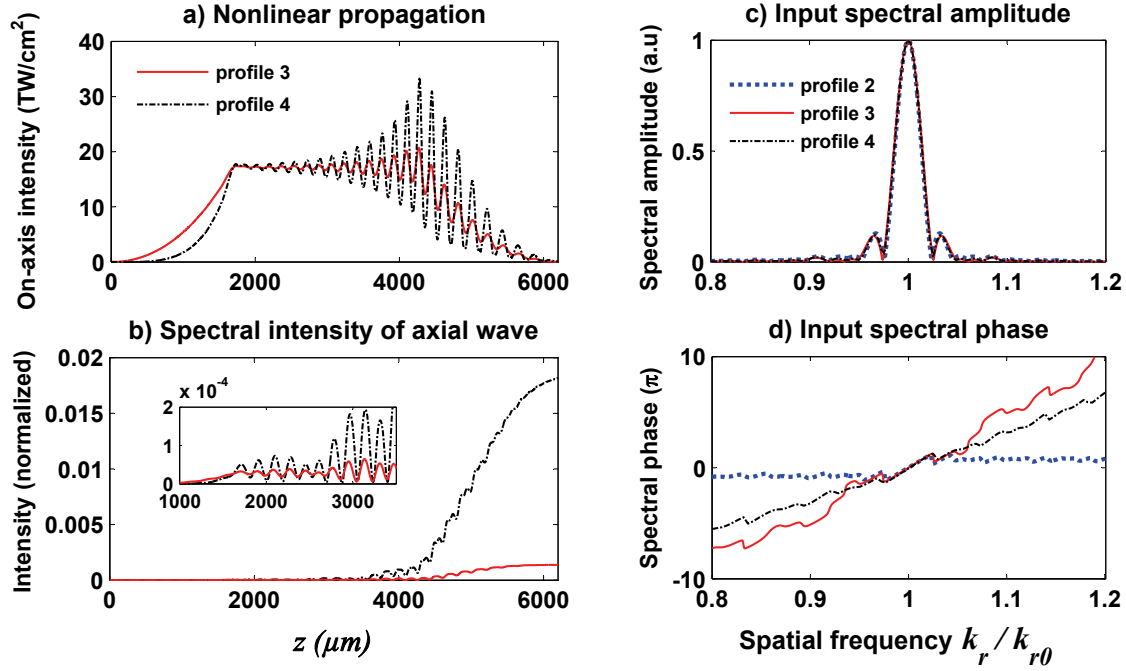 a) Nonlinear propagation
On-axis intensity (TW/cm²)
40
30
20
10
0
profile 3
profile 4
0
2000
4000
6000
b) Spectral intensity of axial wave
Intensity (normalized)
0.02
0.015
0.01
0.005
0
x 10⁻⁴
2
1
0
1000
2000
3000
0
2000
4000
6000
z (μm)
c) Input spectral amplitude
Spectral amplitude (a.u)
1
0.5
0
profile 2
profile 3
profile 4
0.8
0.9
1
1.1
1.2
d) Input spectral phase
Spectral phase (π)
10
0
-10
0.8
0.9
1
1.1
1.2
Spatial frequency k_r / k_r0